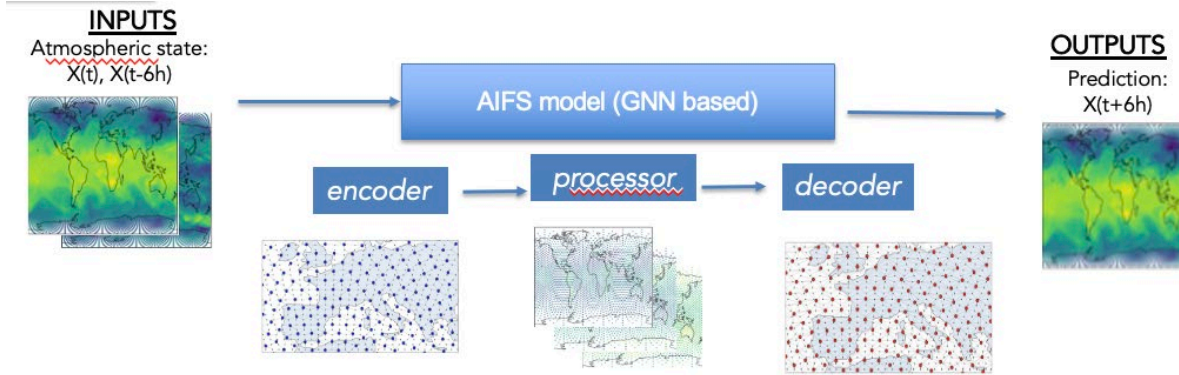 INPUTS
Atmospheric state:
X(t), X(t-6h)
AIFS model (GNN based)
OUTPUTS
Prediction:
X(t+6h)
encoder
processor
decoder